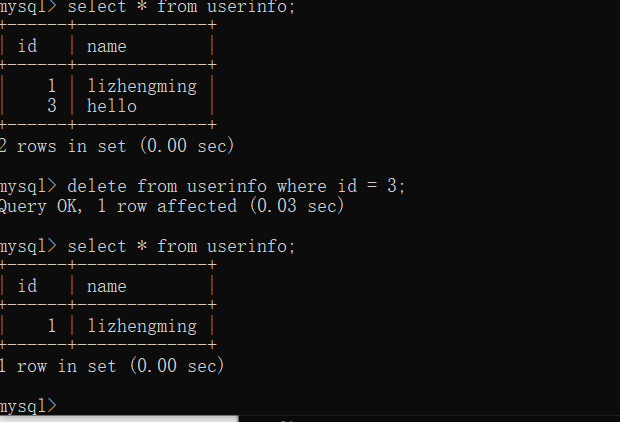 mysql> select * from userinfo;
+------+-------------+
| id   | name        |
+------+-------------+
|    1 | lizhengming |
|    3 | hello       |
+------+-------------+
2 rows in set (0.00 sec)
mysql> delete from userinfo where id = 3;
Query OK, 1 row affected (0.03 sec)
mysql> select * from userinfo;
+------+-------------+
| id   | name        |
+------+-------------+
|    1 | lizhengming |
+------+-------------+
1 row in set (0.00 sec)
mysql>